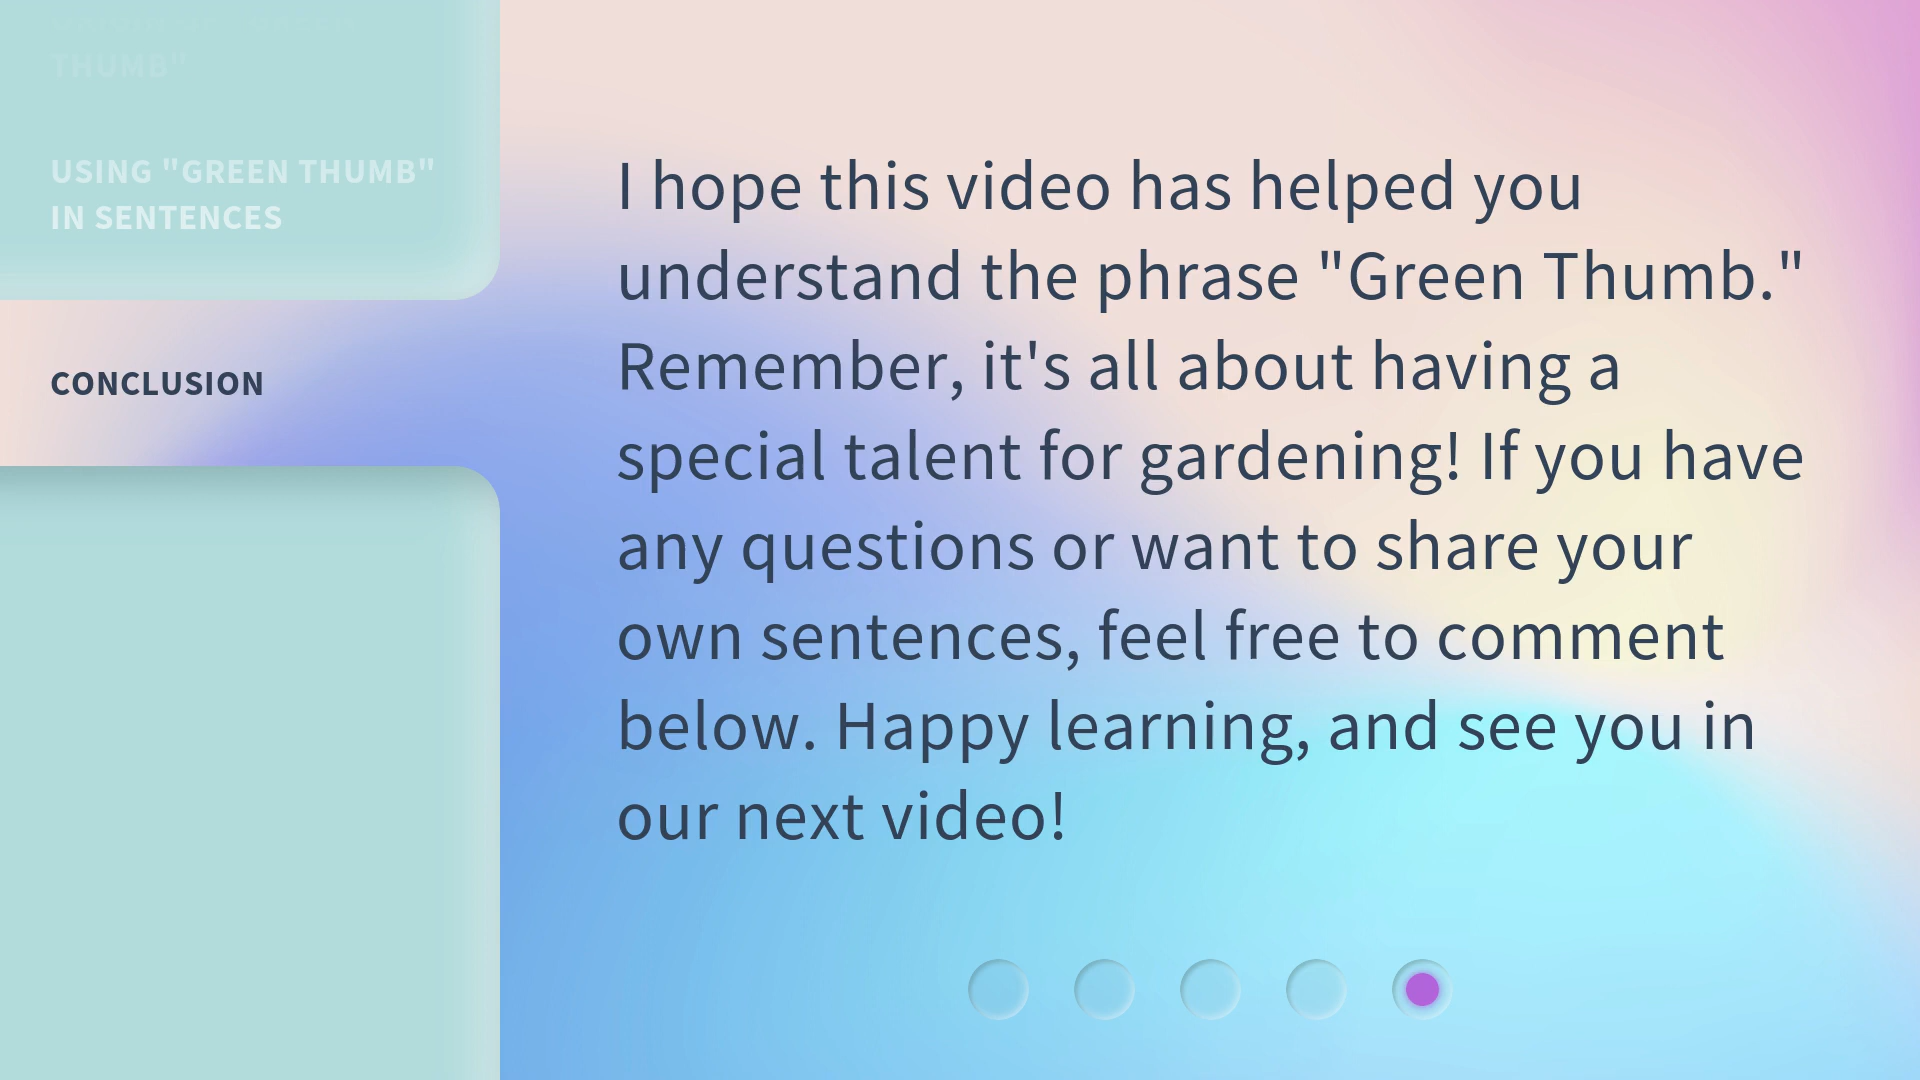 THUMB"
USING "GREEN THUMB"
IN SENTENCES
CONCLUSION
I hope this video has helped you
understand the phrase "Green Thumb."
Remember, it's all about having a
special talent for gardening! If you have
any questions or want to share your
own sentences, feel free to comment
below. Happy learning, and see you in
our next video!